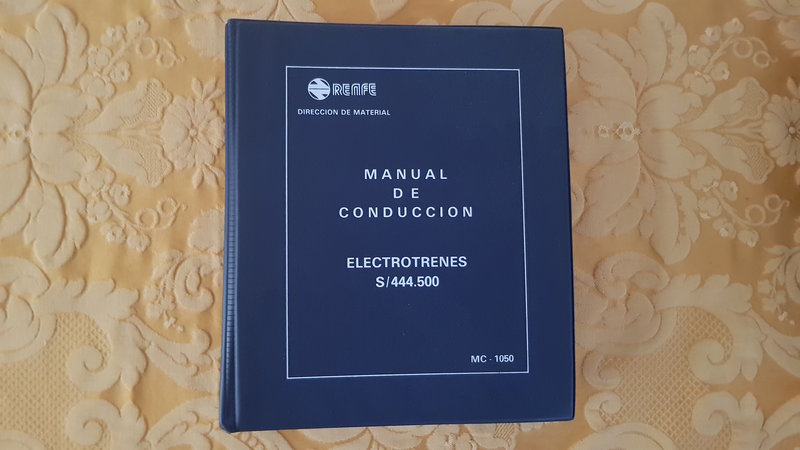 RENFE
DIRECCION DE MATERIAL
MANUAL
DE
CONDUCCION
ELECTROTRENES
S/444.500
MC - 1050